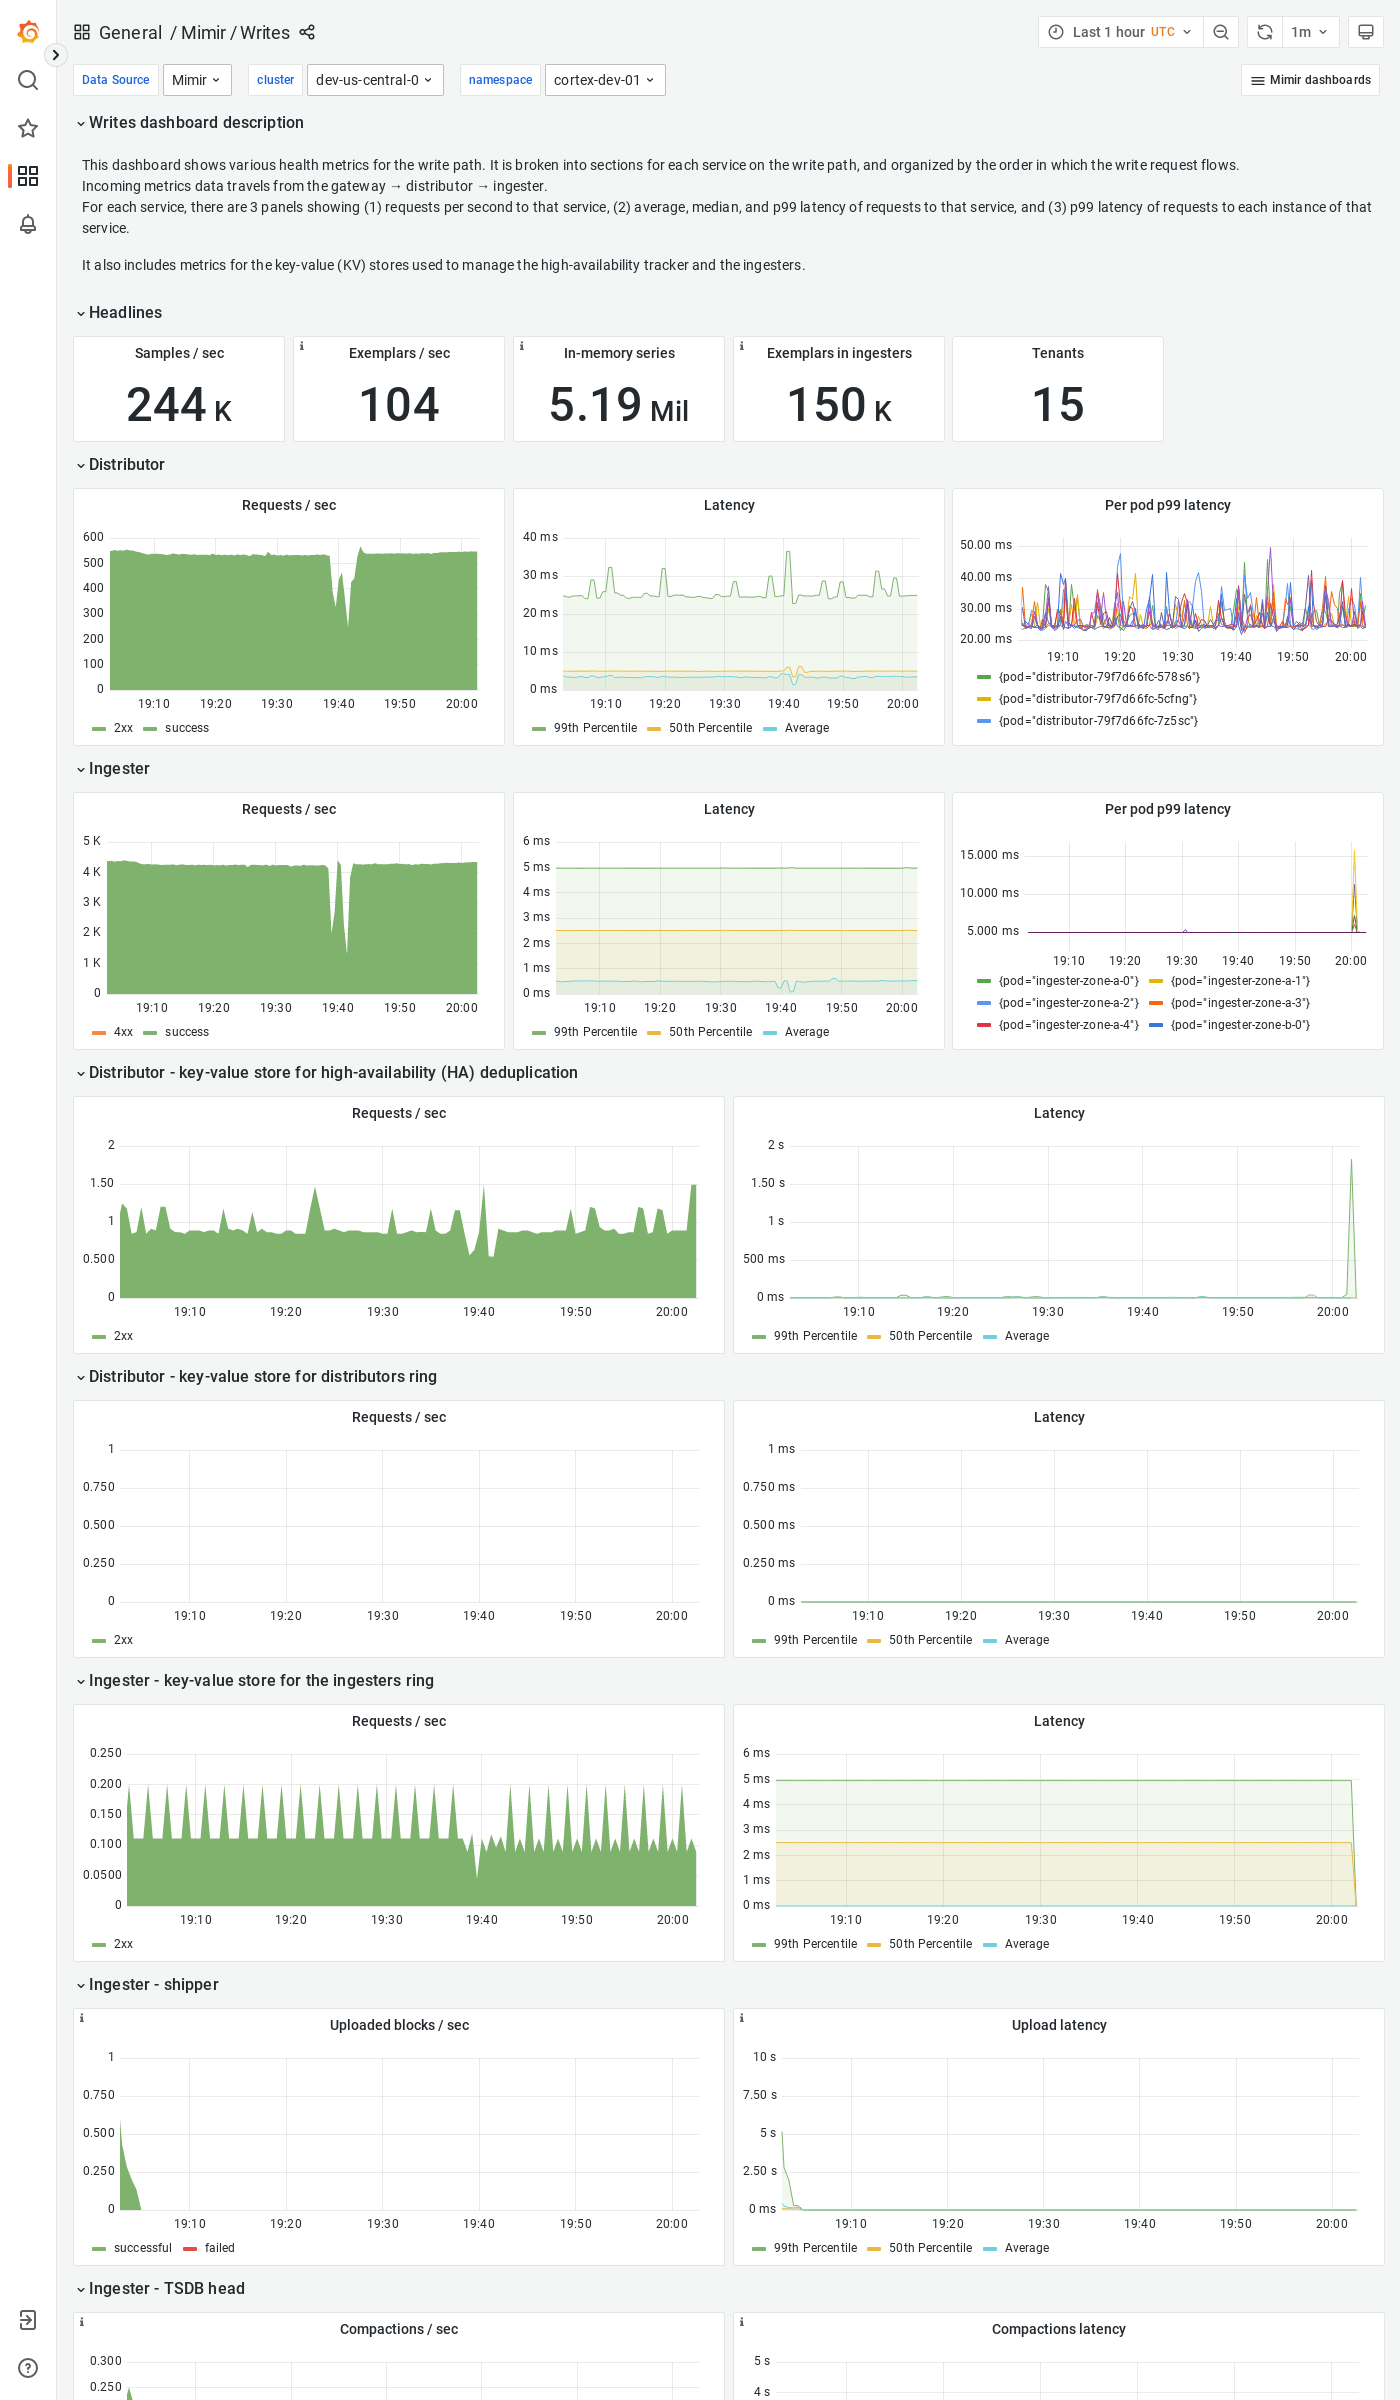 General / Mimir / Writes
Last 1 hour UTC
1m
Data Source Mimir cluster dev-us-central-0 namespace cortex-dev-01 Mimir dashboards
Writes dashboard description
This dashboard shows various health metrics for the write path. It is broken into sections for each service on the write path, and organized by the order in which the write request flows.
Incoming metrics data travels from the gateway → distributor → ingester.
For each service, there are 3 panels showing (1) requests per second to that service, (2) average, median, and p99 latency of requests to that service, and (3) p99 latency of requests to each instance of that
service.
It also includes metrics for the key-value (KV) stores used to manage the high-availability tracker and the ingesters.
Headlines
Samples / sec
244 K
Exemplars / sec
104
In-memory series
5.19 Mil
Exemplars in ingesters
150 K
Tenants
15
Distributor
Requests / sec
600
500
400
300
200
100
0
19:10 19:20 19:30 19:40 19:50 20:00
2xx success
Latency
40 ms
30 ms
20 ms
10 ms
0 ms
19:10 19:20 19:30 19:40 19:50 20:00
99th Percentile 50th Percentile Average
Per pod p99 latency
50.00 ms
40.00 ms
30.00 ms
20.00 ms
19:10 19:20 19:30 19:40 19:50 20:00
{pod="distributor-79f7d66fc-578s6"}
{pod="distributor-79f7d66fc-5cfng"}
{pod="distributor-79f7d66fc-7z5sc"}
Ingester
Requests / sec
5 K
4 K
3 K
2 K
1 K
0
19:10 19:20 19:30 19:40 19:50 20:00
4xx success
Latency
6 ms
5 ms
4 ms
3 ms
2 ms
1 ms
0 ms
19:10 19:20 19:30 19:40 19:50 20:00
99th Percentile 50th Percentile Average
Per pod p99 latency
15.000 ms
10.000 ms
5.000 ms
19:10 19:20 19:30 19:40 19:50 20:00
{pod="ingester-zone-a-0"} {pod="ingester-zone-a-1"}
{pod="ingester-zone-a-2"} {pod="ingester-zone-a-3"}
{pod="ingester-zone-a-4"} {pod="ingester-zone-b-0"}
Distributor - key-value store for high-availability (HA) deduplication
Requests / sec
2
1.50
1
0.500
0
19:10 19:20 19:30 19:40 19:50 20:00
2xx
Latency
2 s
1.50 s
1 s
500 ms
0 ms
19:10 19:20 19:30 19:40 19:50 20:00
99th Percentile 50th Percentile Average
Distributor - key-value store for distributors ring
Requests / sec
1
0.750
0.500
0.250
0
19:10 19:20 19:30 19:40 19:50 20:00
2xx
Latency
1 ms
0.750 ms
0.500 ms
0.250 ms
0 ms
19:10 19:20 19:30 19:40 19:50 20:00
99th Percentile 50th Percentile Average
Ingester - key-value store for the ingesters ring
Requests / sec
0.250
0.200
0.150
0.100
0.0500
0
19:10 19:20 19:30 19:40 19:50 20:00
2xx
Latency
6 ms
5 ms
4 ms
3 ms
2 ms
1 ms
0 ms
19:10 19:20 19:30 19:40 19:50 20:00
99th Percentile 50th Percentile Average
Ingester - shipper
Uploaded blocks / sec
1
0.750
0.500
0.250
0
19:10 19:20 19:30 19:40 19:50 20:00
successful failed
Upload latency
10 s
7.50 s
5 s
2.50 s
0 ms
19:10 19:20 19:30 19:40 19:50 20:00
99th Percentile 50th Percentile Average
Ingester - TSDB head
Compactions / sec
0.300
0.250
Compactions latency
5 s
4 s